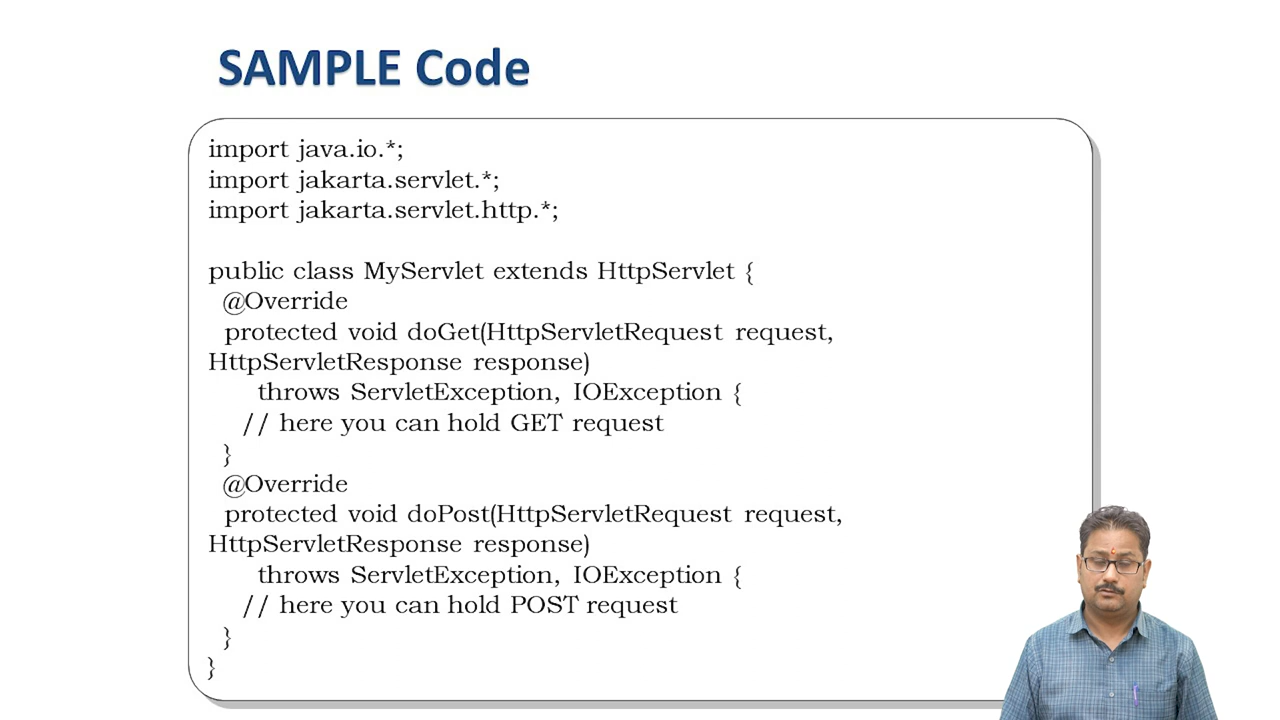 SAMPLE Code
import java.io.*;
import jakarta.servlet.*;
import jakarta.servlet.http.*;
public class MyServlet extends HttpServlet {
@Override
protected void doGet(HttpServletRequest request,
HttpServletResponse response)
throws ServletException, IOException {
// here you can hold GET request
}
@Override
protected void doPost(HttpServletRequest request,
HttpServletResponse response)
throws ServletException, IOException {
// here you can hold POST request
}
}